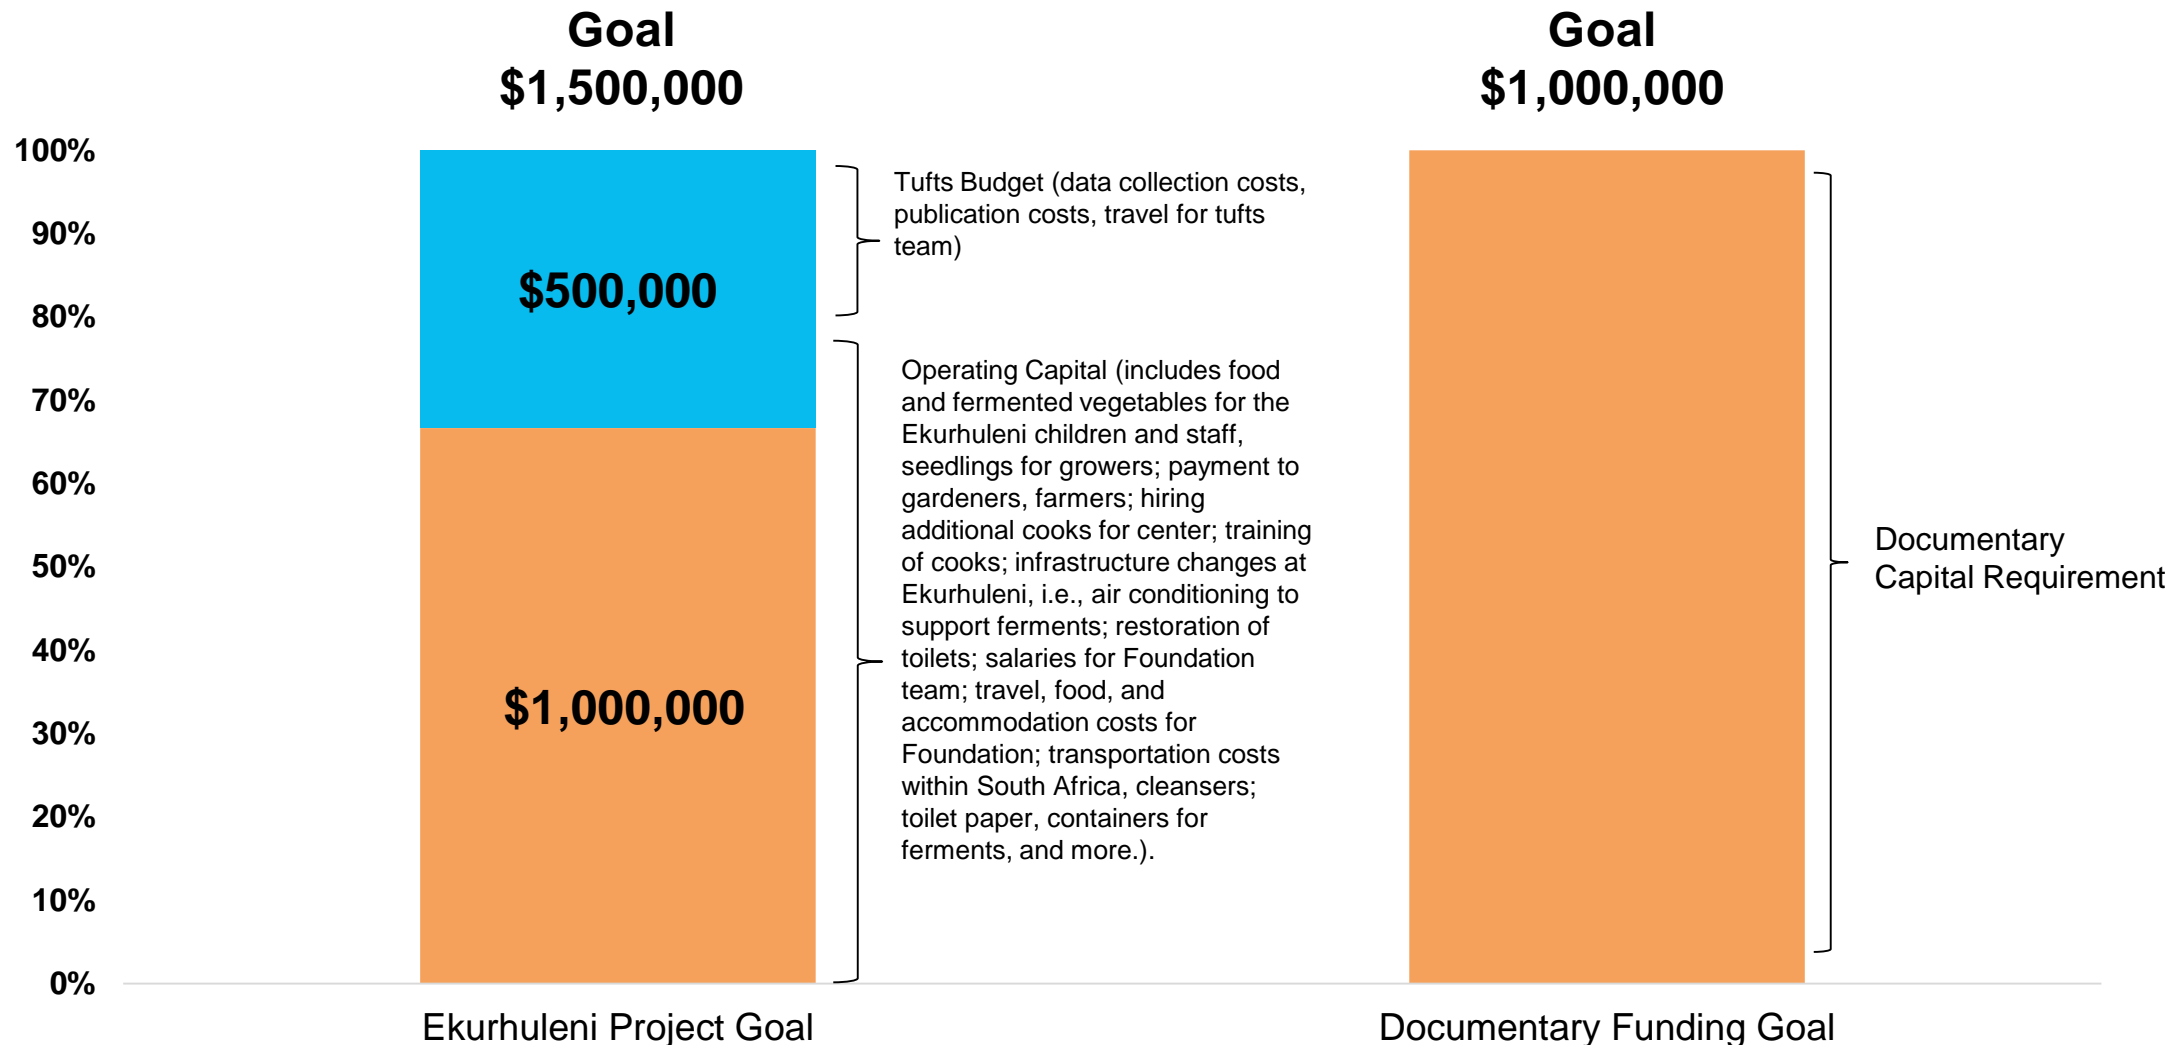 Goal
$1,500,000
Goal
$1,000,000
100%
90%
80%
70%
60%
50%
40%
30%
20%
10%
0%
$500,000
$1,000,000
Tufts Budget (data collection costs,
publication costs, travel for tufts
team)
Operating Capital (includes food
and fermented vegetables for the
Ekurhuleni children and staff,
seedlings for growers; payment to
gardeners, farmers; hiring
additional cooks for center; training
of cooks; infrastructure changes at
Ekurhuleni, i.e., air conditioning to
support ferments; restoration of
toilets; salaries for Foundation
team; travel, food, and
accommodation costs for
Foundation; transportation costs
within South Africa, cleansers;
toilet paper, containers for
ferments, and more.).
Documentary
Capital Requirement
Ekurhuleni Project Goal
Documentary Funding Goal